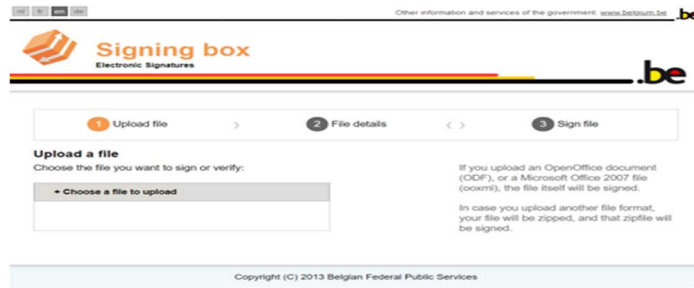 nl fr en de
Other information and services of the government: www.belgium.be .be
Signing box
Electronic Signatures
.be
1 Upload file > 2 File details < > 3 Sign file
Upload a file
Choose the file you want to sign or verify:
+ Choose a file to upload
If you upload an OpenOffice document
(ODF), or a Microsoft Office 2007 file
(ooxml), the file itself will be signed.
In case you upload another file format,
your file will be zipped, and that zipfile will
be signed.
Copyright (C) 2013 Belgian Federal Public Services